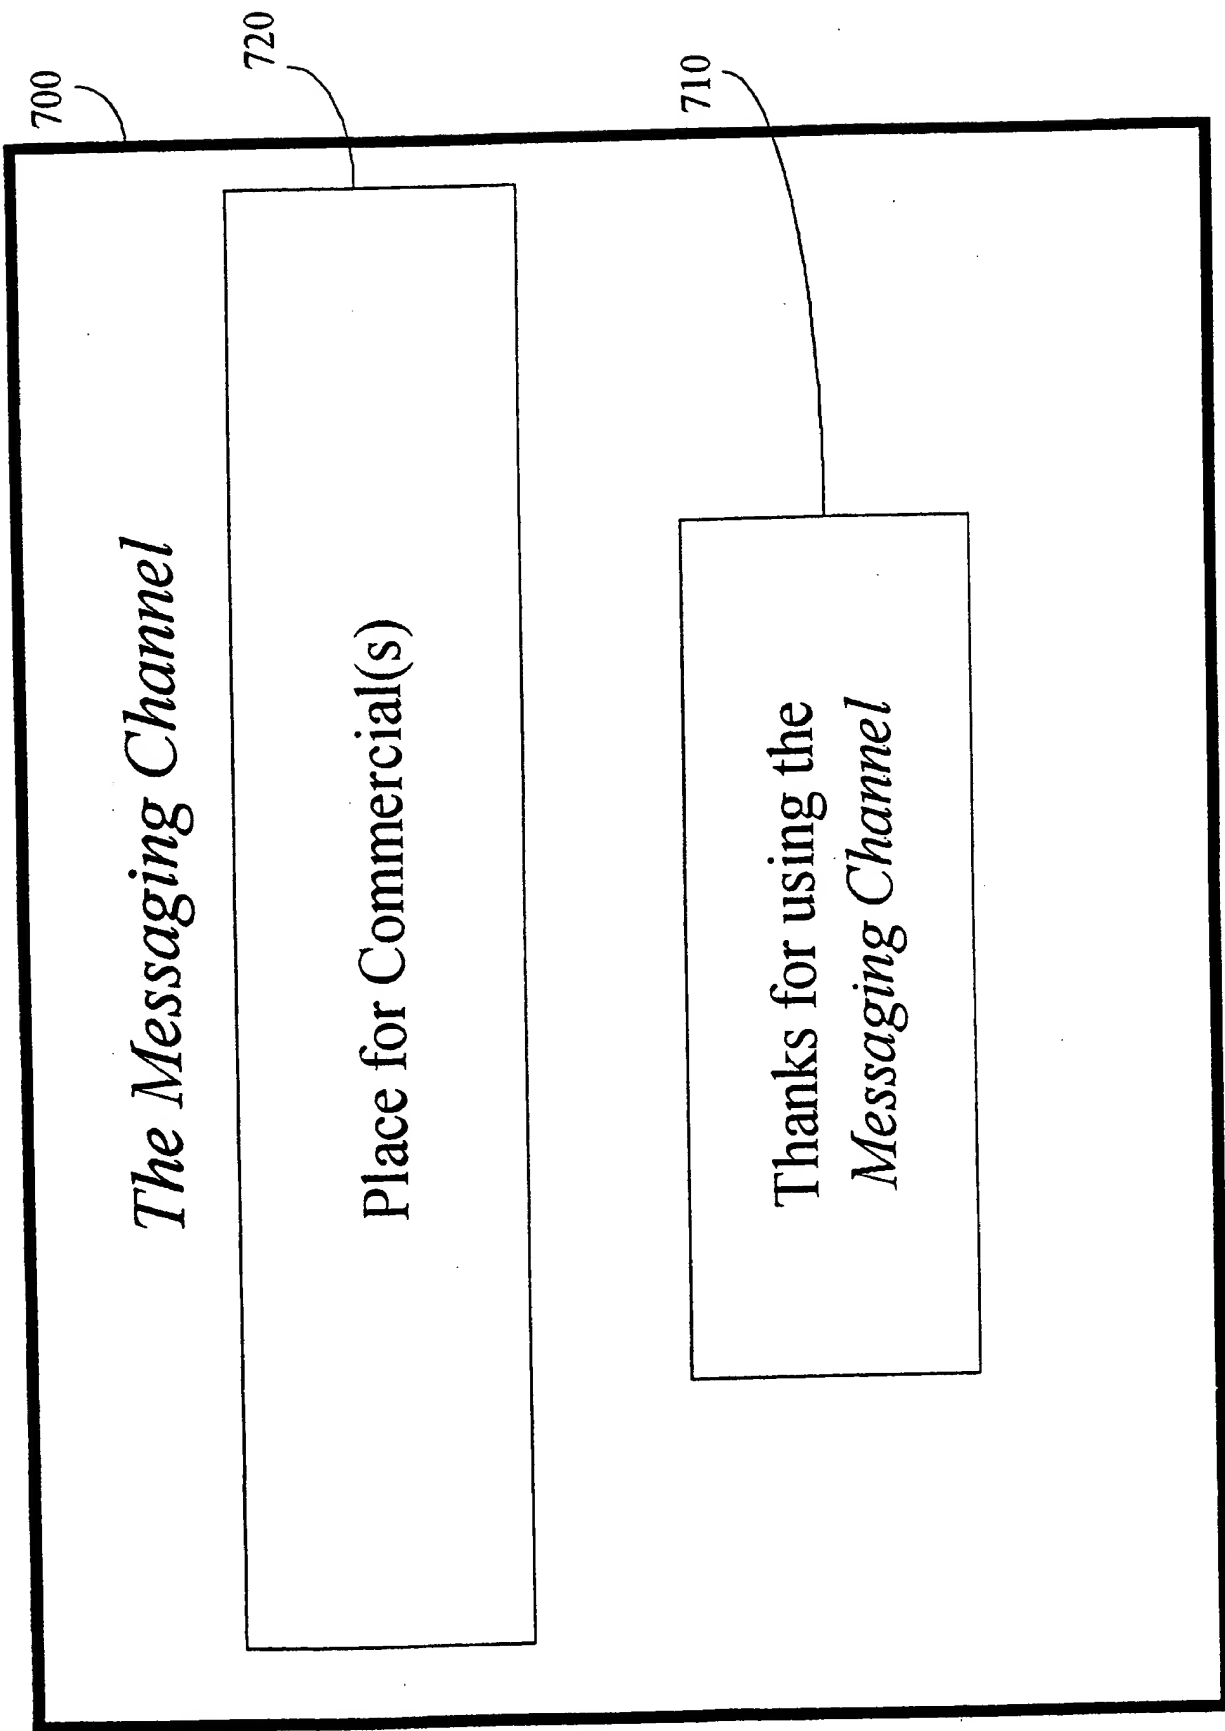 700
The Messaging Channel
720
Place for Commercial(s)
710
Thanks for using the
Messaging Channel